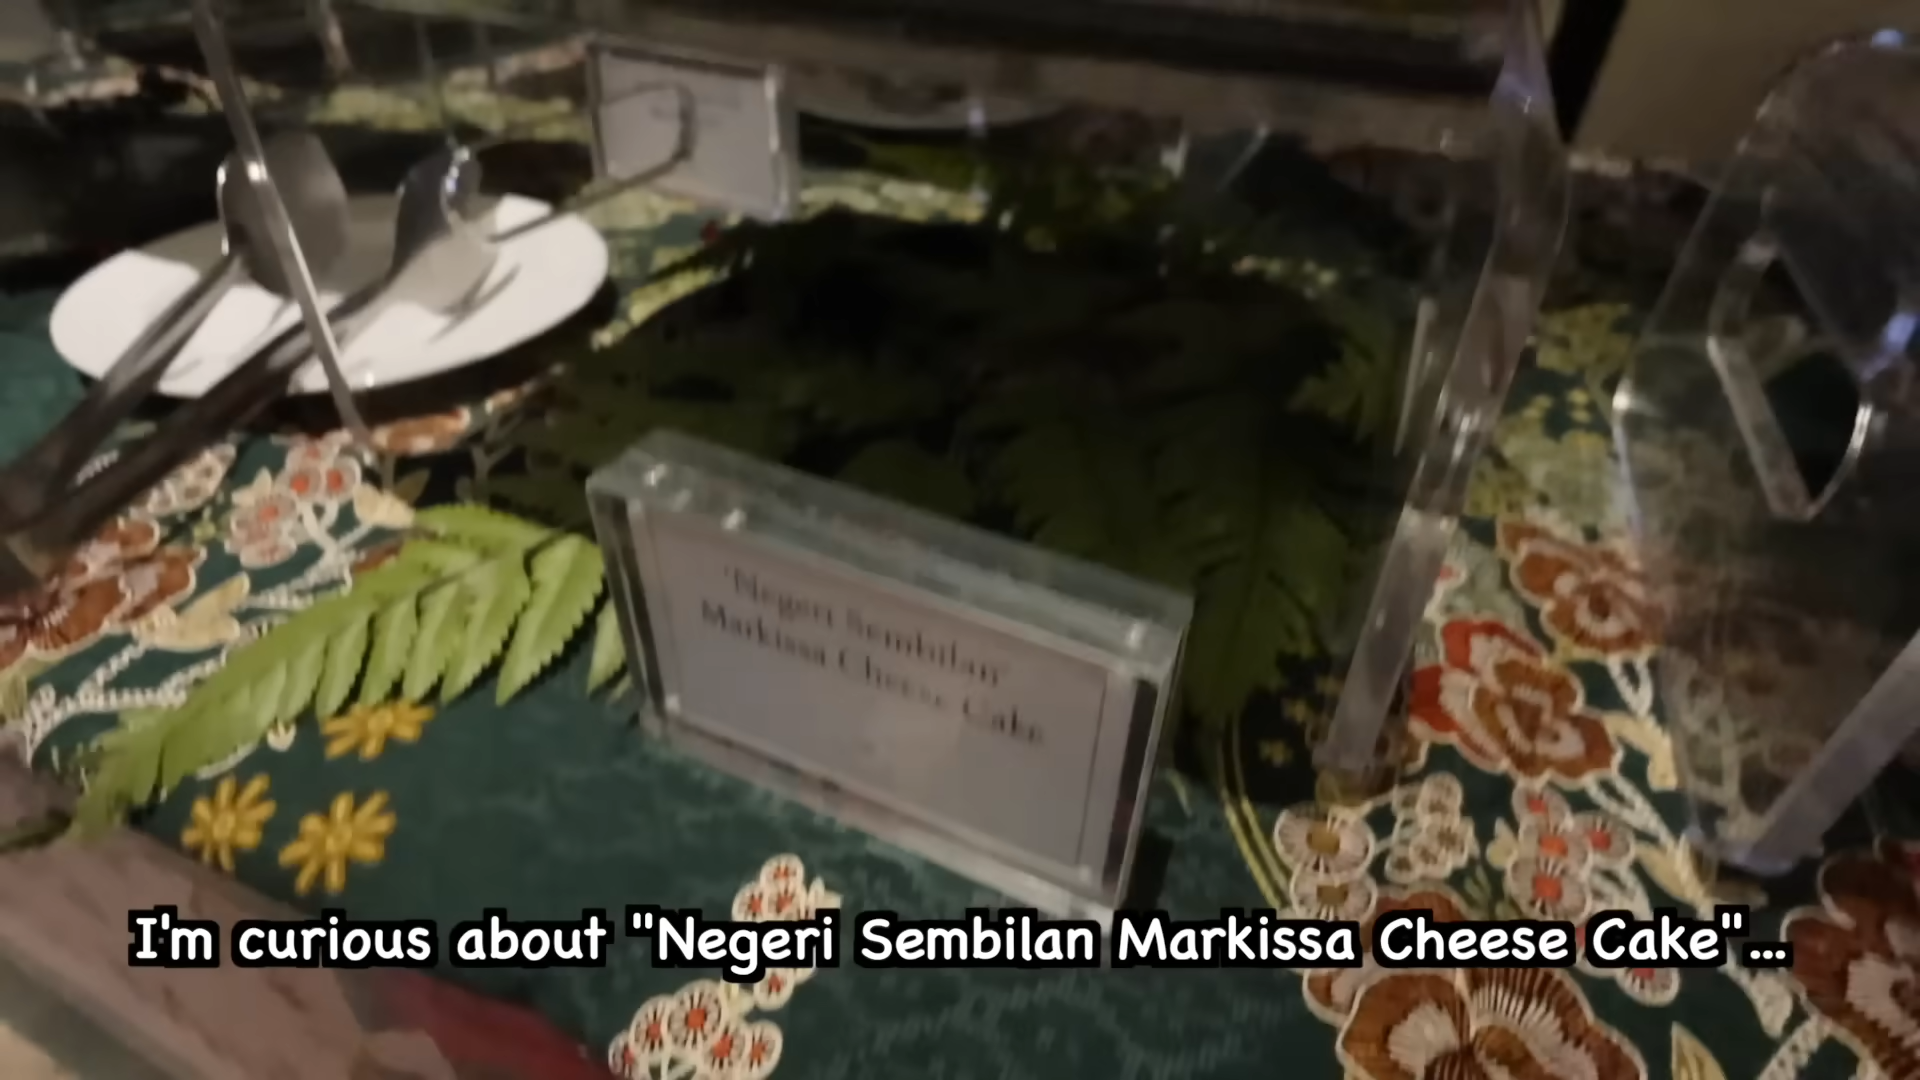 'Negeri Sembilan'
Markissa Cheese Cake
I'm curious about "Negeri Sembilan Markissa Cheese Cake"...